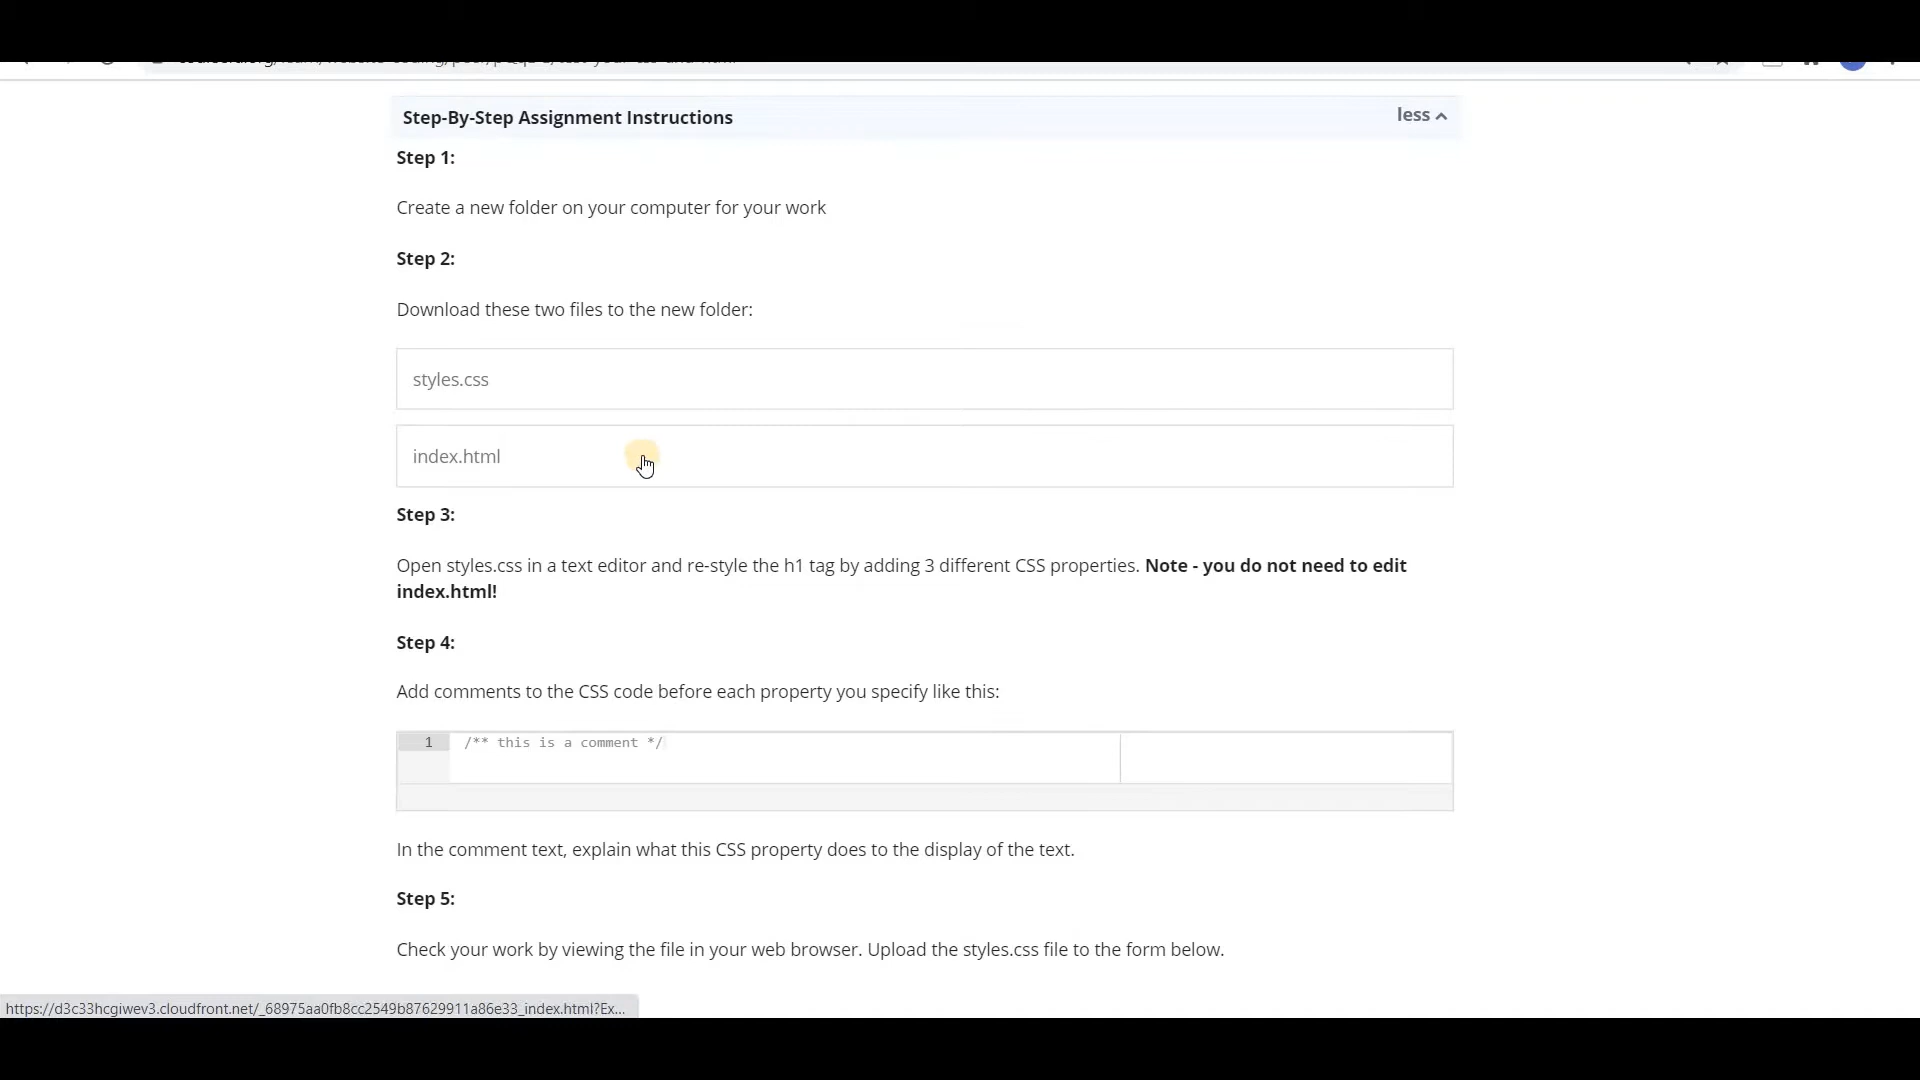 Step-By-Step Assignment Instructions
less
Step 1:
Create a new folder on your computer for your work
Step 2:
Download these two files to the new folder:
styles.css
index.html
Step 3:
Open styles.css in a text editor and re-style the h1 tag by adding 3 different CSS properties. Note - you do not need to edit
index.html!
Step 4:
Add comments to the CSS code before each property you specify like this:
1 /** this is a comment */
In the comment text, explain what this CSS property does to the display of the text.
Step 5:
Check your work by viewing the file in your web browser. Upload the styles.css file to the form below.
https://d3c33hcgiwev3.cloudfront.net/_68975aa0fb8cc2549b87629911a86e33_index.html?Ex...